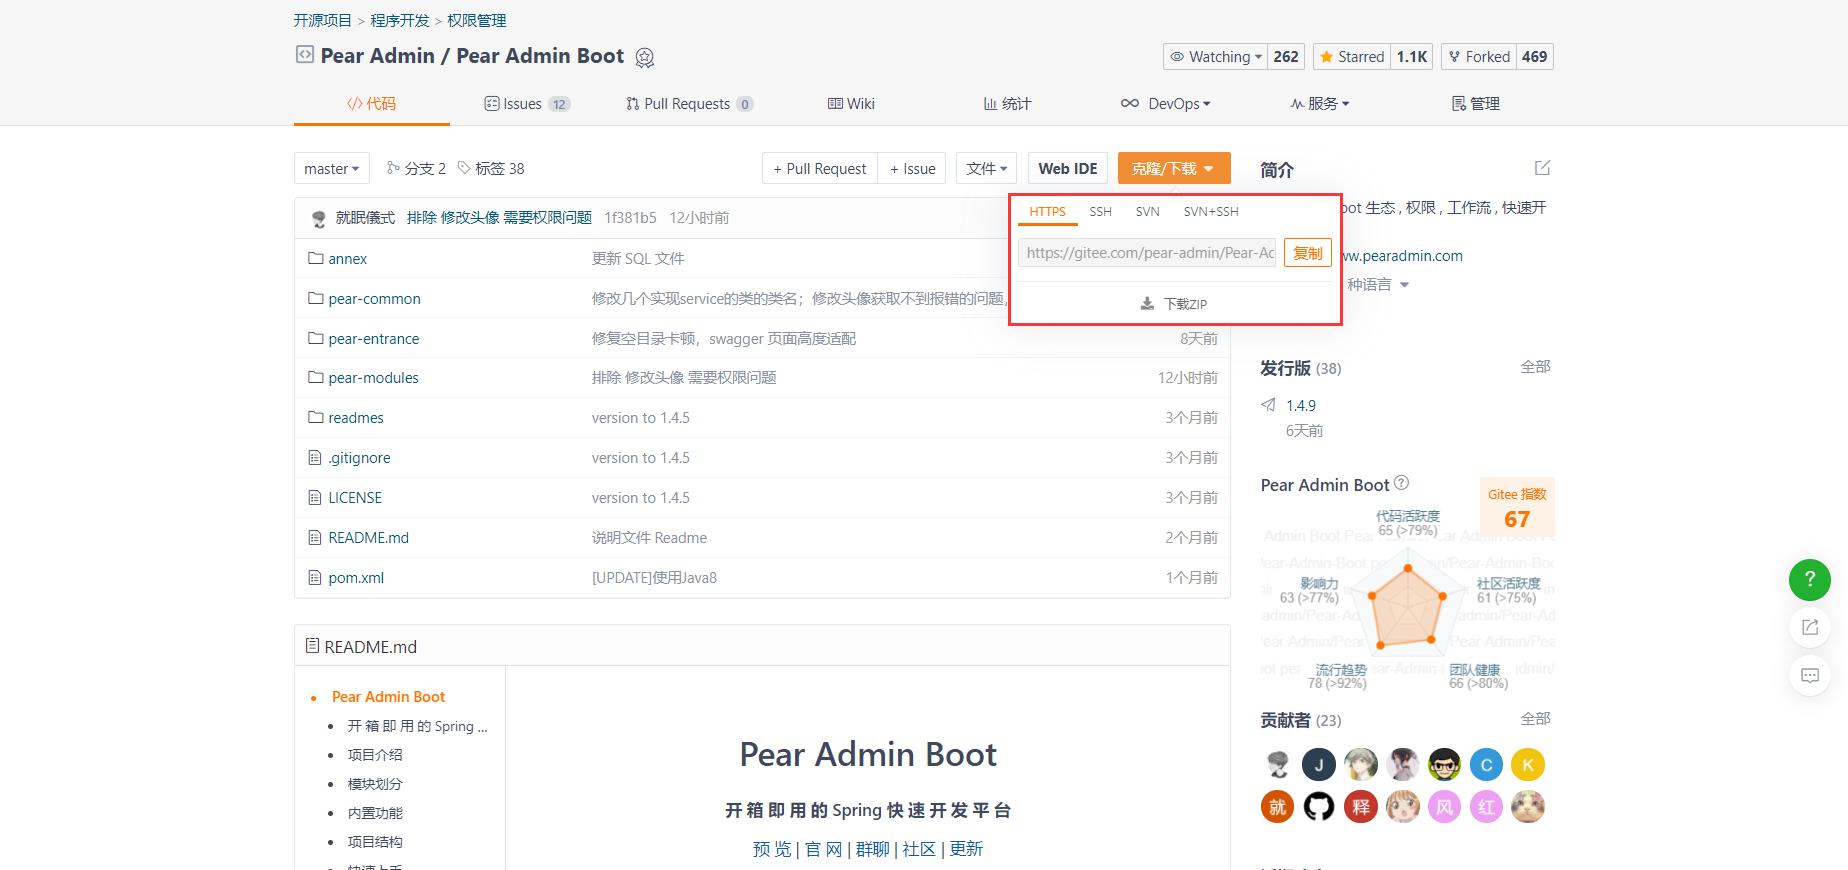 开源项目 > 程序开发 > 权限管理
Pear Admin / Pear Admin Boot
Watching 262
Starred 1.1K
Forked 469
代码
Issues 12
Pull Requests 0
Wiki
统计
DevOps
服务
管理
master
分支 2
标签 38
+ Pull Request
+ Issue
文件
Web IDE
克隆/下载
就眠儀式 排除 修改头像 需要权限问题 1f381b5 12小时前
HTTPS SSH SVN SVN+SSH
https://gitee.com/pear-admin/Pear-Ad
复制
下载ZIP
annex 更新 SQL 文件
pear-common 修改几个实现service的类的类名；修改头像获取不到报错的问题,
pear-entrance 修复空目录卡顿，swagger 页面高度适配 8天前
pear-modules 排除 修改头像 需要权限问题 12小时前
readmes version to 1.4.5 3个月前
.gitignore version to 1.4.5 3个月前
LICENSE version to 1.4.5 3个月前
README.md 说明文件 Readme 2个月前
pom.xml [UPDATE]使用Java8 1个月前
README.md
Pear Admin Boot
开 箱 即 用 的 Spring ...
项目介绍
模块划分
内置功能
项目结构
快速上手
Pear Admin Boot
开 箱 即 用 的 Spring 快 速 开 发 平 台
预 览 | 官 网 | 群聊 | 社区 | 更新
简介
oot 生态 , 权限 , 工作流 , 快速开
ww.pearadmin.com
种语言
发行版 (38) 全部
1.4.9
6天前
Pear Admin Boot
Gitee 指数
67
代码活跃度
65 (>79%)
影响力
63 (>77%)
社区活跃度
61 (>75%)
流行趋势
78 (>92%)
团队健康
66 (>80%)
贡献者 (23) 全部
J C K
就 释 风 红
?